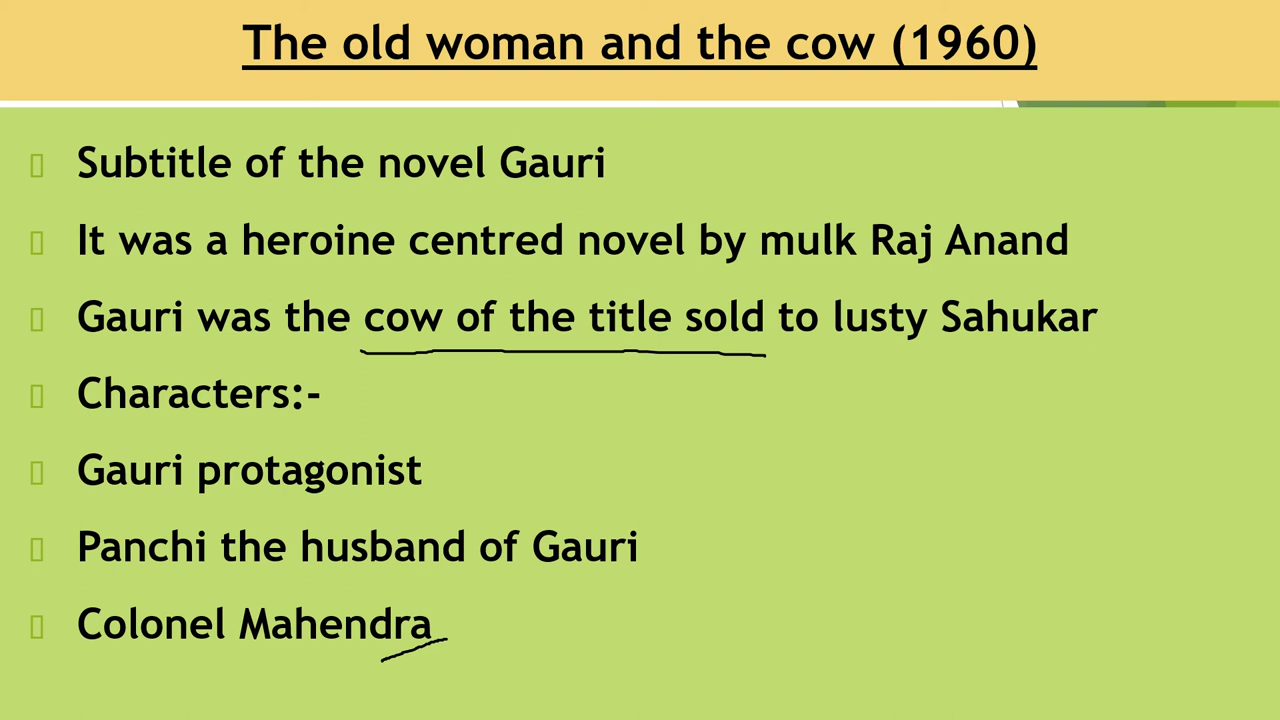 The old woman and the cow (1960)
Subtitle of the novel Gauri
It was a heroine centred novel by mulk Raj Anand
Gauri was the cow of the title sold to lusty Sahukar
Characters:-
Gauri protagonist
Panchi the husband of Gauri
Colonel Mahendra